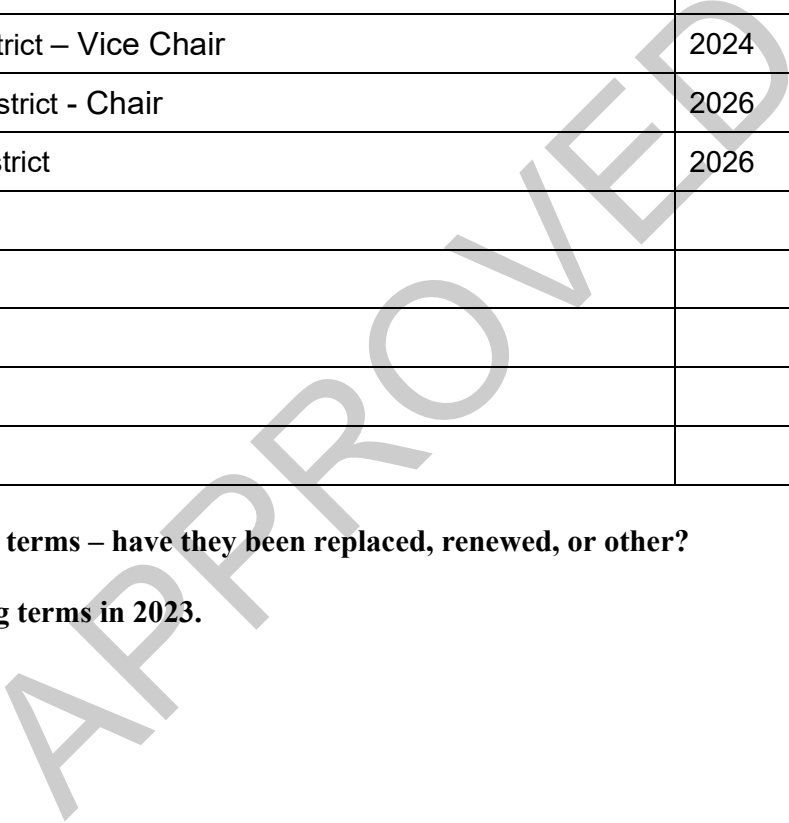 trict – Vice Chair 2024
strict - Chair 2026
trict 2026
terms – have they been replaced, renewed, or other?
g terms in 2023.
APPROVED